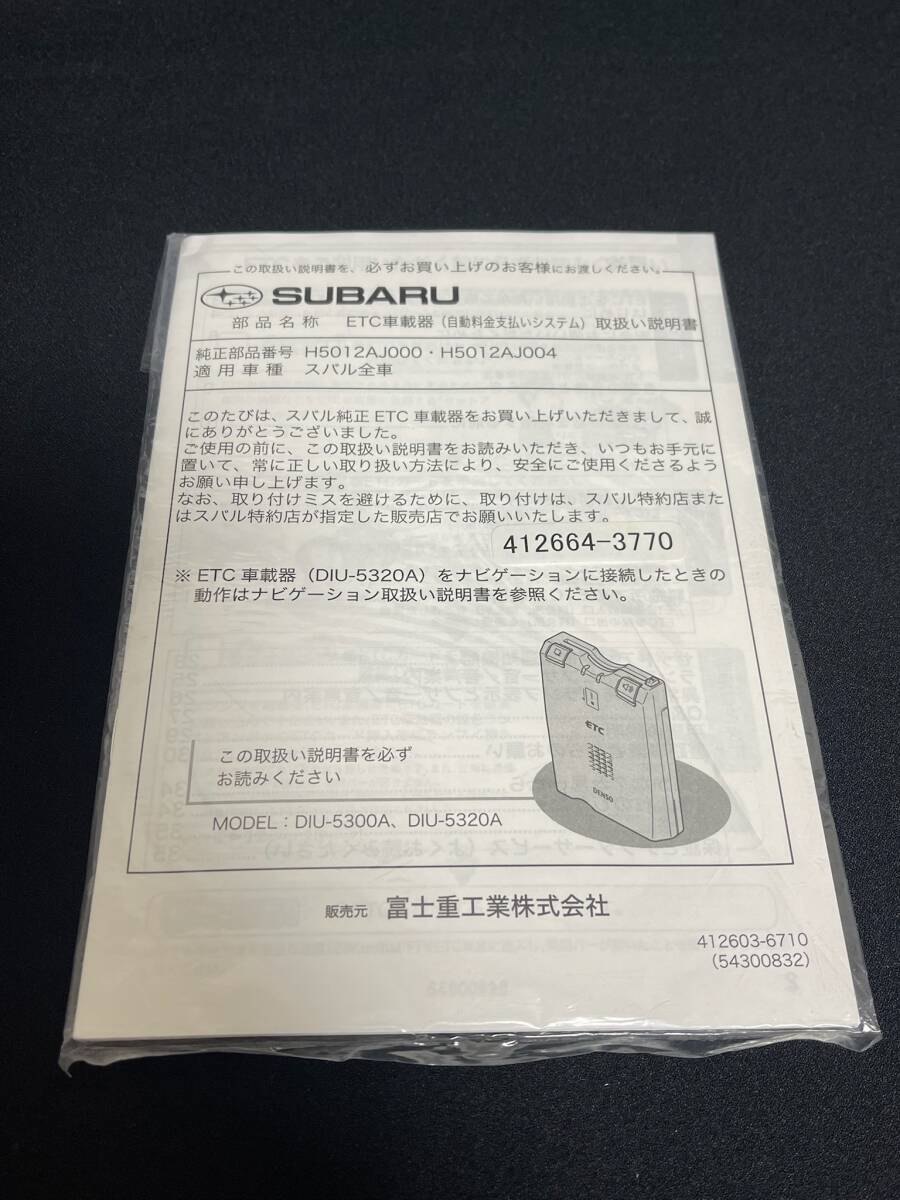 この取扱い説明書を、必ずお買い上げのお客様にお渡しください。
SUBARU
部品名称 ETC車載器（自動料金支払いシステム）取扱い説明書
純正部品番号 H5012AJ000・H5012AJ004
適用車種 スバル全車
このたびは、スバル純正 ETC 車載器をお買い上げいただきまして、誠
にありがとうございました。
ご使用の前に、この取扱い説明書をお読みいただき、いつもお手元に
置いて、常に正しい取り扱い方法により、安全にご使用くださるよう
お願い申し上げます。
なお、取り付けミスを避けるために、取り付けは、スバル特約店また
はスバル特約店が指定した販売店でお願いいたします。
412664-3770
※ ETC 車載器（DIU-5320A）をナビゲーションに接続したときの
動作はナビゲーション取扱い説明書を参照ください。
ETC
DENSO
この取扱い説明書を必ず
お読みください
MODEL：DIU-5300A、DIU-5320A
販売元 富士重工業株式会社
412603-6710
（54300832）